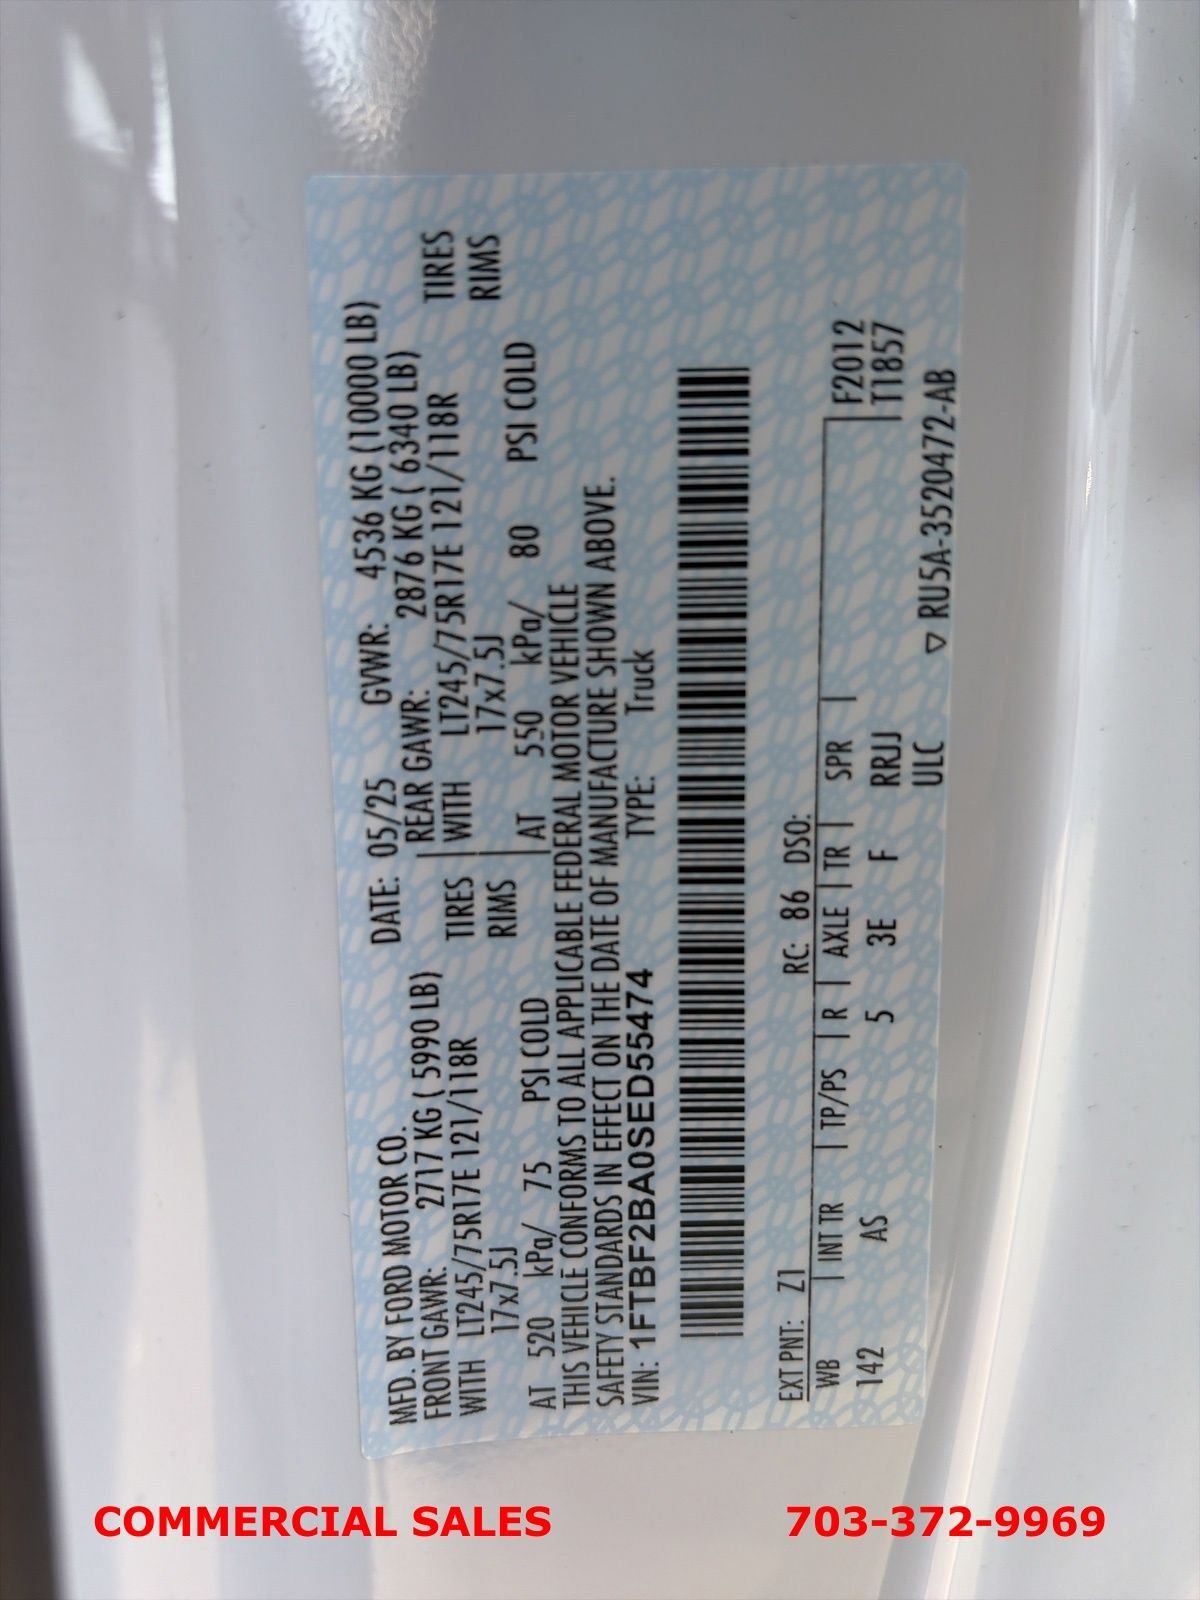 MFD. BY FORD MOTOR CO.
DATE: 05/25 GVWR: 4536 KG (10000 LB)
FRONT GAWR: 2717 KG ( 5990 LB)
REAR GAWR: 2876 KG ( 6340 LB)
WITH LT245/75R17E 121/118R TIRES
WITH LT245/75R17E 121/118R TIRES
17x7.5J RIMS
17x7.5J RIMS
AT 520 kPa/ 75 PSI COLD
AT 550 kPa/ 80 PSI COLD
THIS VEHICLE CONFORMS TO ALL APPLICABLE FEDERAL MOTOR VEHICLE
SAFETY STANDARDS IN EFFECT ON THE DATE OF MANUFACTURE SHOWN ABOVE.
VIN: 1FTBF2BA0SED55474 TYPE: Truck
EXT PNT: Z1 RC: 86 DSO:
WB | INT TR | TP/PS | R | AXLE | TR | SPR | F2012
142 AS 5 3E F RRJJ T1857
ULC ▽ RU5A-3520472-AB
COMMERCIAL SALES 703-372-9969